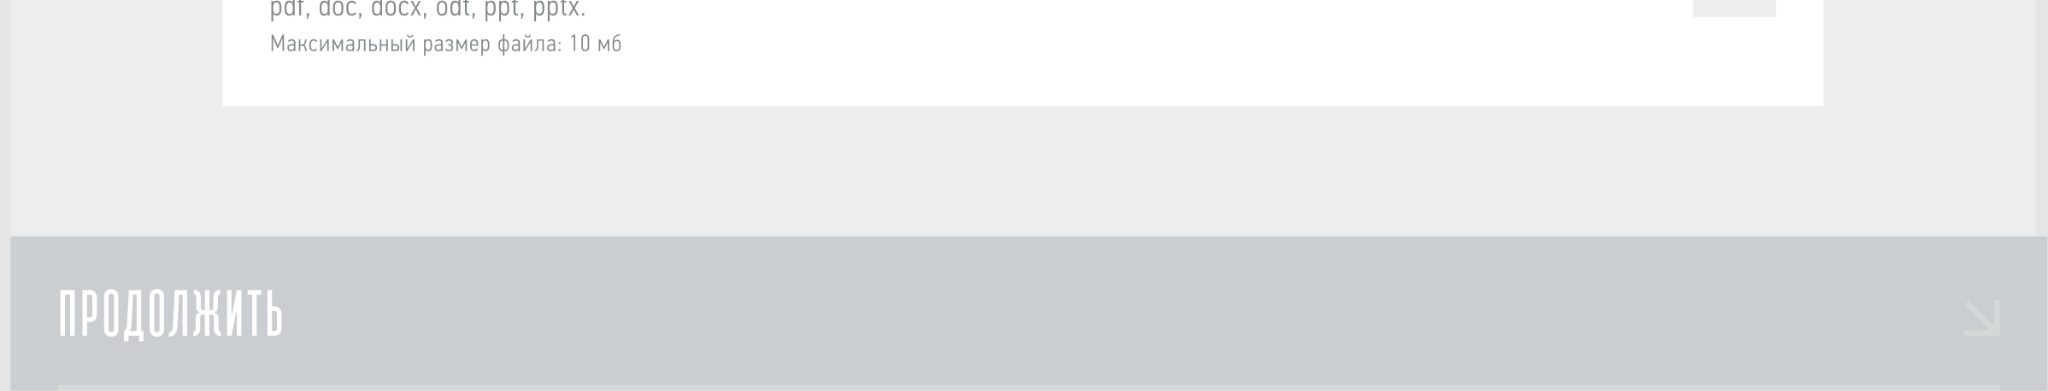 pdf, doc, docx, odt, ppt, pptx.
Максимальный размер файла: 10 мб
ПРОДОЛЖИТЬ